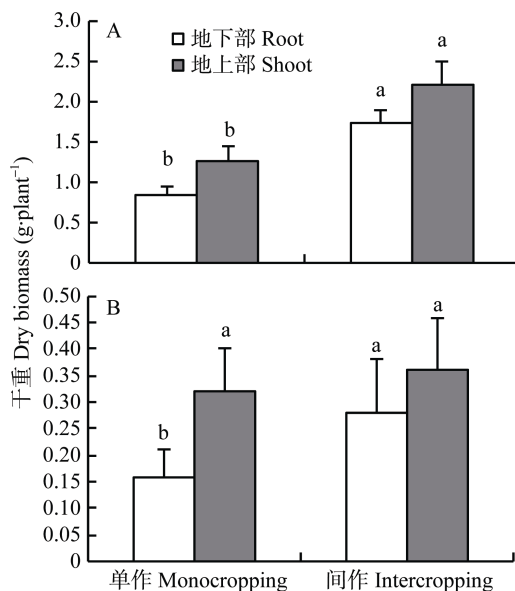 A
地下部 Root
地上部 Shoot
3.0
2.5
2.0
1.5
1.0
0.5
0
b
b
a
a
干重 Dry biomass (g·plant⁻¹)
B
0.50
0.45
0.40
0.35
0.30
0.25
0.20
0.15
0.10
0.05
0
b
a
a
a
单作 Monocropping
间作 Intercropping